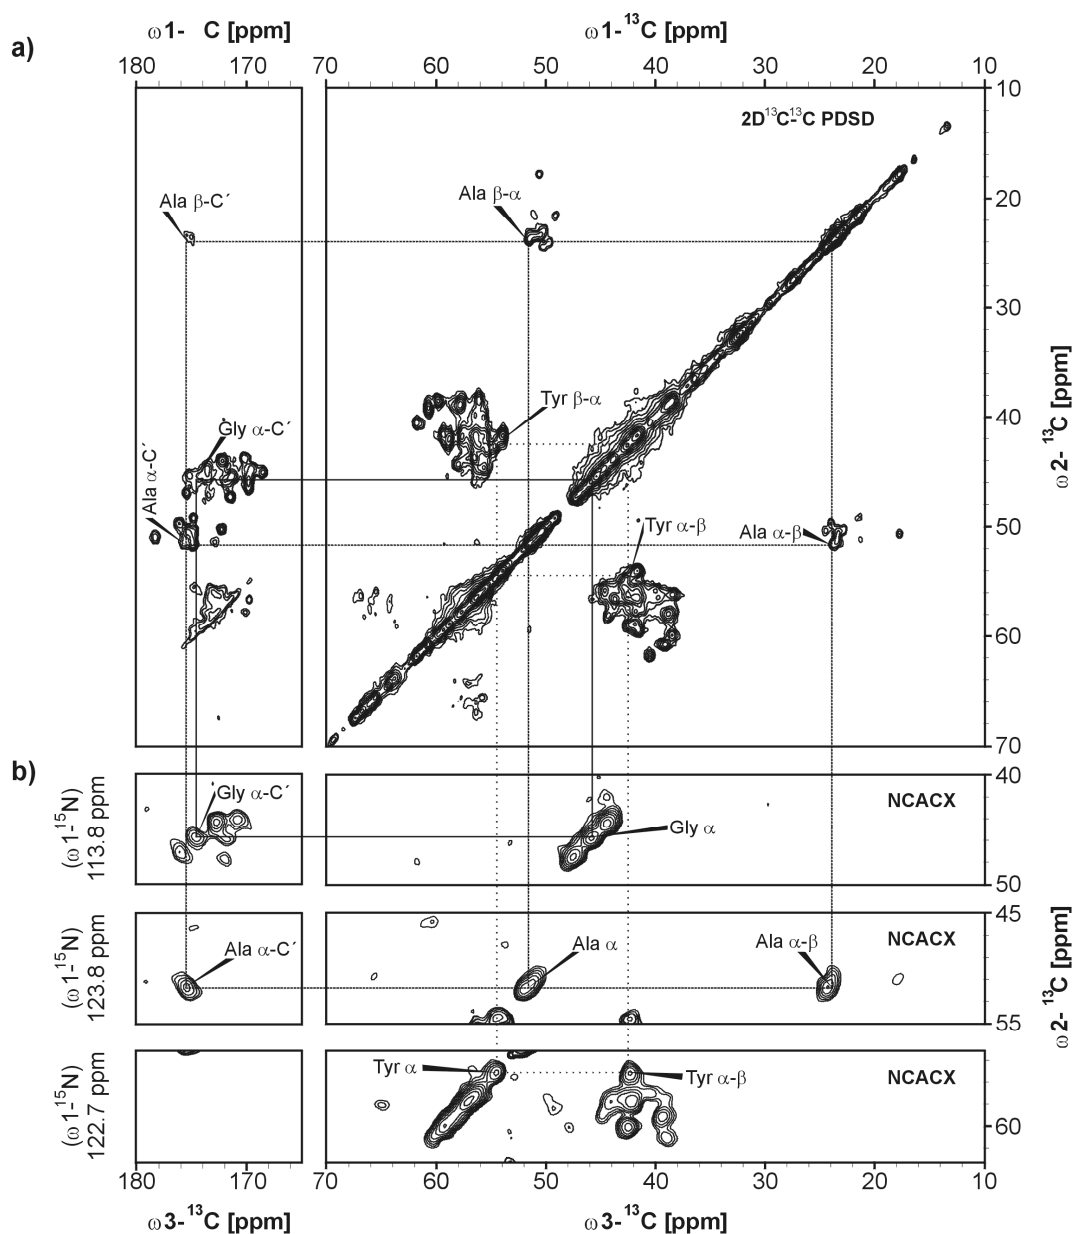 a)
ω1- C [ppm]
ω1-¹³C [ppm]
180 170 70 60 50 40 30 20 10
2D¹³C-¹³C PDSD
10
20
30
40
50
60
70
ω2- ¹³C [ppm]
Ala β-C´
Ala β-α
Tyr β-α
Gly α-C´
Ala α-C´
Tyr α-β
Ala α-β
b)
(ω1-¹⁵N)
113.8 ppm
Gly α-C´
Gly α
NCACX
40
50
(ω1-¹⁵N)
123.8 ppm
Ala α-C´
Ala α
Ala α-β
NCACX
45
55
ω2- ¹³C [ppm]
(ω1-¹⁵N)
122.7 ppm
Tyr α
Tyr α-β
NCACX
60
180 170 70 60 50 40 30 20 10
ω3-¹³C [ppm]
ω3-¹³C [ppm]